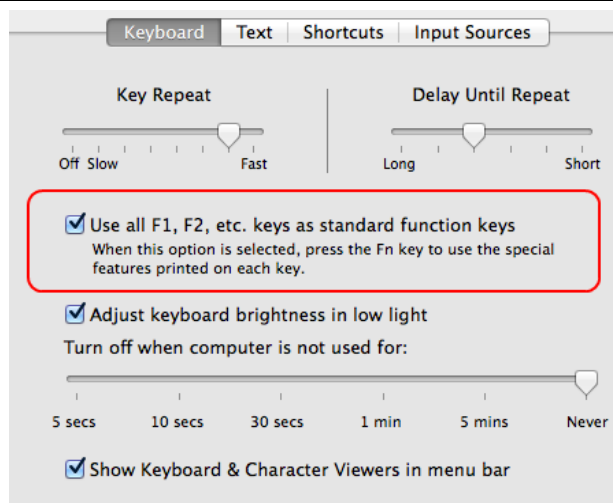 Keyboard Text Shortcuts Input Sources
Key Repeat Delay Until Repeat
Off Slow Fast Long Short
Use all F1, F2, etc. keys as standard function keys
When this option is selected, press the Fn key to use the special
features printed on each key.
Adjust keyboard brightness in low light
Turn off when computer is not used for:
5 secs 10 secs 30 secs 1 min 5 mins Never
Show Keyboard & Character Viewers in menu bar